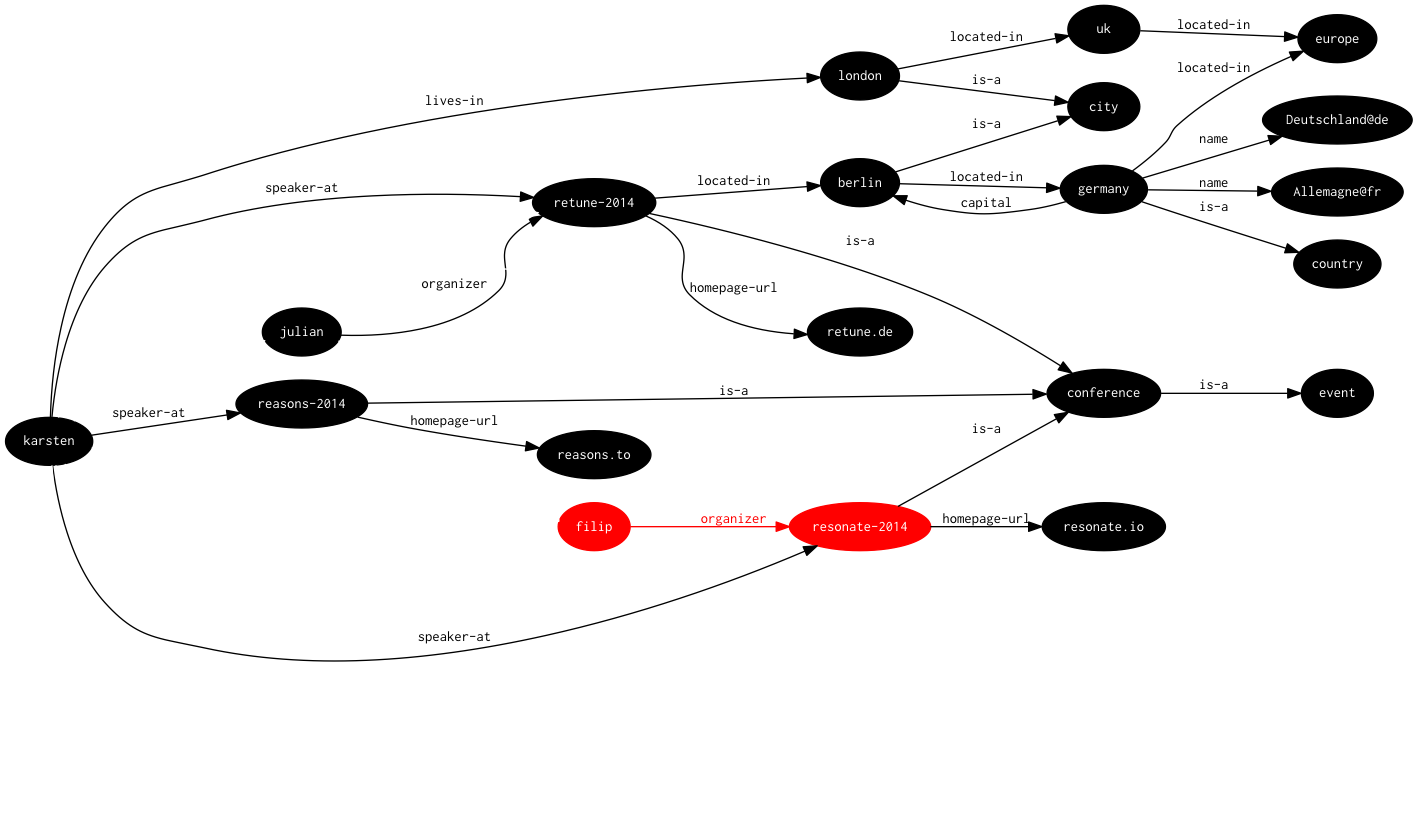 uk
located-in
europe
located-in
london
located-in
lives-in
is-a
city
Deutschland@de
is-a
name
speaker-at
located-in
berlin
located-in
germany
name
Allemagne@fr
retune-2014
capital
is-a
is-a
country
organizer
homepage-url
julian
retune.de
speaker-at
reasons-2014
is-a
conference
is-a
event
homepage-url
is-a
karsten
reasons.to
filip
organizer
resonate-2014
homepage-url
resonate.io
speaker-at